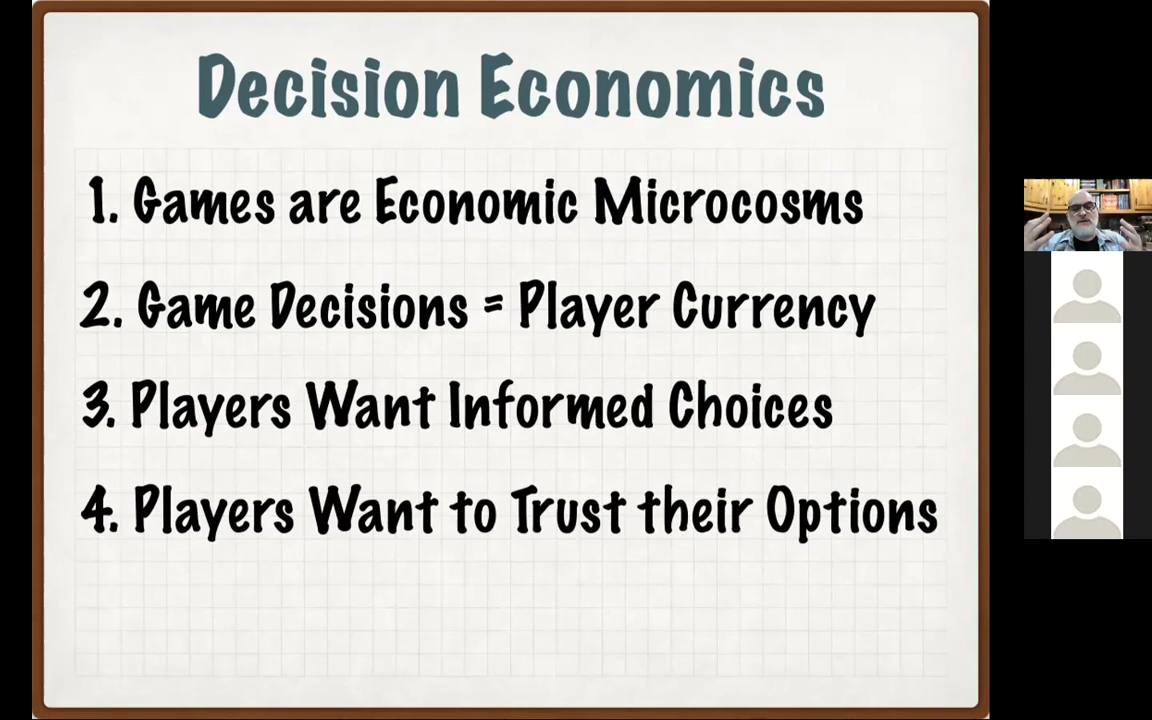 Decision Economics
1. Games are Economic Microcosms
2. Game Decisions = Player Currency
3. Players Want Informed Choices
4. Players Want to Trust their Options